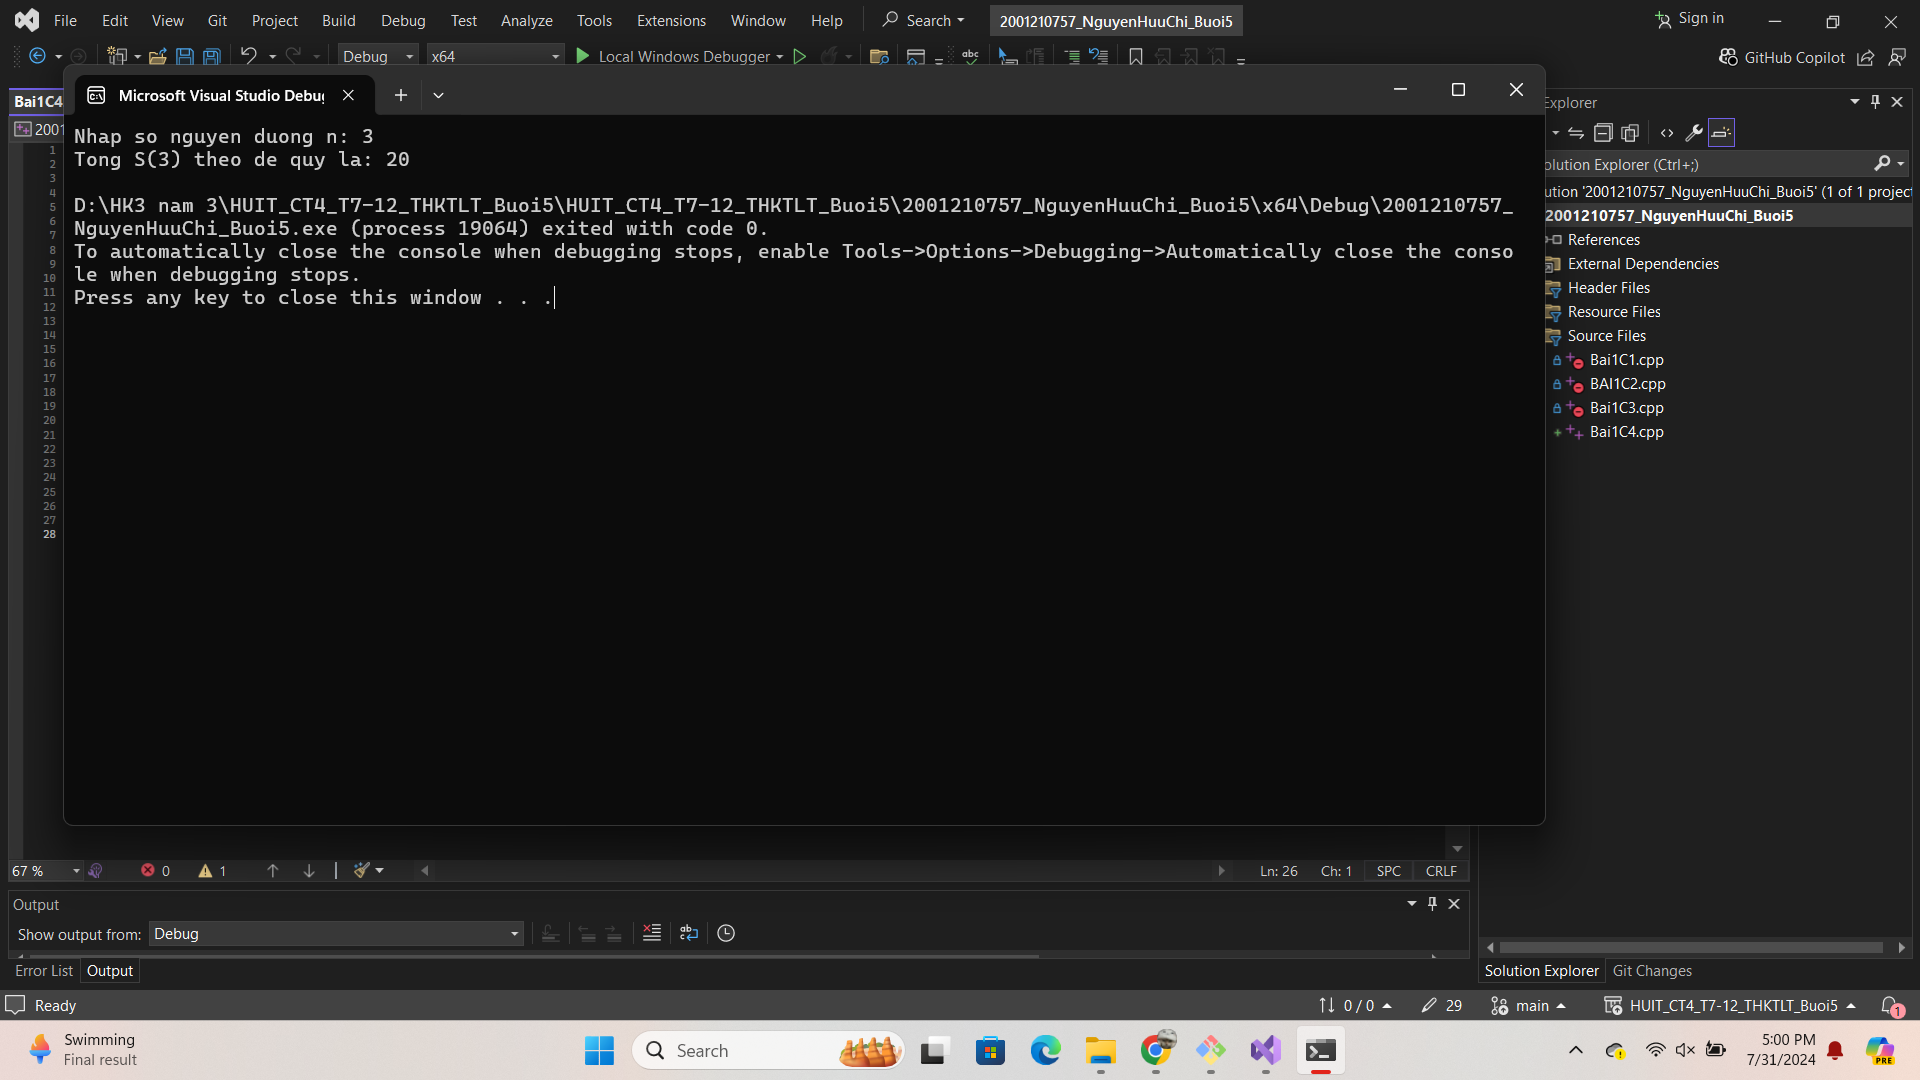 File Edit View Git Project Build Debug Test Analyze Tools Extensions Window Help Search 2001210757_NguyenHuuChi_Buoi5 Sign in
Debug x64 Local Windows Debugger GitHub Copilot
Bai1C4
Microsoft Visual Studio Debu
Explorer
2001
Nhap so nguyen duong n: 3
Tong S(3) theo de quy la: 20
D:\HK3 nam 3\HUIT_CT4_T7-12_THKTLT_Buoi5\HUIT_CT4_T7-12_THKTLT_Buoi5\2001210757_NguyenHuuChi_Buoi5\x64\Debug\2001210757_
NguyenHuuChi_Buoi5.exe (process 19064) exited with code 0.
To automatically close the console when debugging stops, enable Tools->Options->Debugging->Automatically close the conso
le when debugging stops.
Press any key to close this window . . .
1
2
3
4
5
6
7
8
9
10
11
12
13
14
15
16
17
18
19
20
21
22
23
24
25
26
27
28
olution Explorer (Ctrl+;)
ution '2001210757_NguyenHuuChi_Buoi5' (1 of 1 project
2001210757_NguyenHuuChi_Buoi5
References
External Dependencies
Header Files
Resource Files
Source Files
Bai1C1.cpp
BAI1C2.cpp
Bai1C3.cpp
Bai1C4.cpp
67 % 0 1 Ln: 26 Ch: 1 SPC CRLF
Output
Show output from: Debug
Error List Output
Solution Explorer Git Changes
Ready 0 / 0 29 main HUIT_CT4_T7-12_THKTLT_Buoi5 1
Swimming
Final result
Search
5:00 PM
7/31/2024
PRE